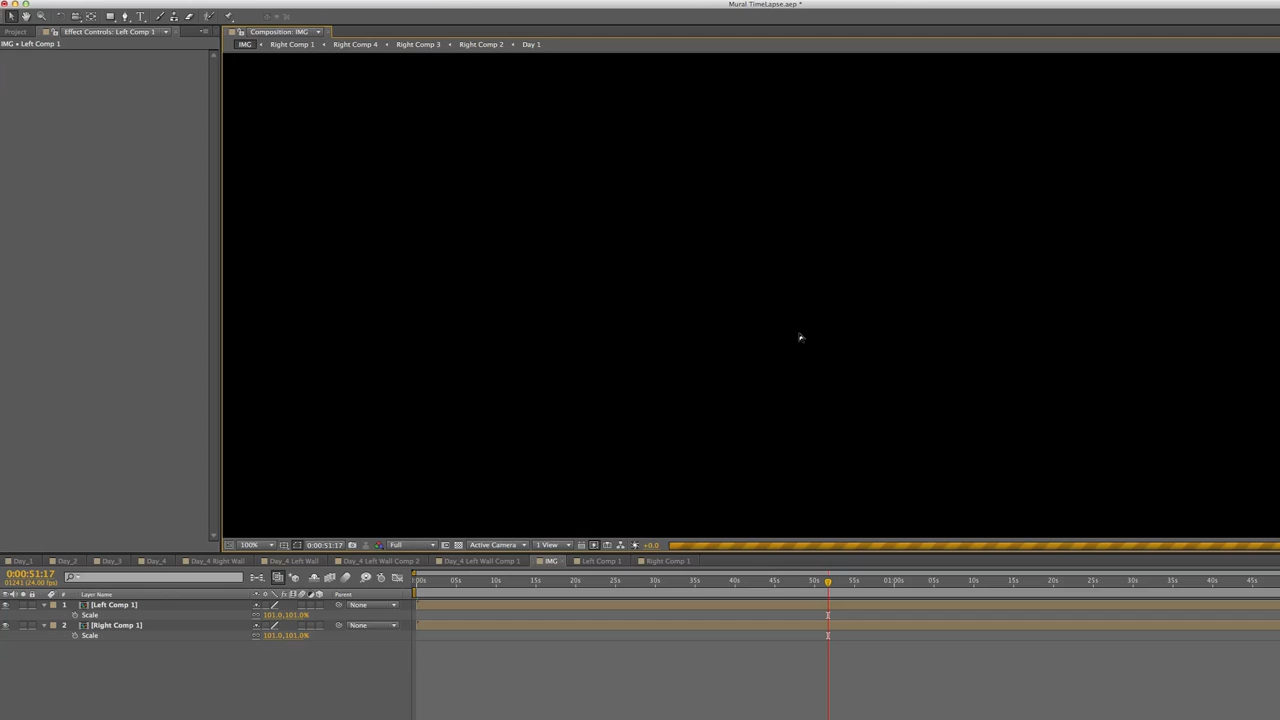 Mural TimeLapse.aep *
Project
Effect Controls: Left Comp 1
Composition: IMG
IMG • Left Comp 1
IMG
Right Comp 1
Right Comp 4
Right Comp 3
Right Comp 2
Day 1
100%
0:00:51:17
Full
Active Camera
1 View
+0.0
Day_1
Day_2
Day_3
Day_4
Day_4 Right Wall
Day_4 Left Wall
Day_4 Left Wall Comp 2
Day_4 Left Wall Comp 1
IMG
Left Comp 1
Right Comp 1
0:00:51:17
01241 (24.00 fps)
:00s 05s 10s 15s 20s 25s 30s 35s 40s 45s 50s 55s 01:00s 05s 10s 15s 20s 25s 30s 35s 40s 45s
# Layer Name fx Parent
1 [Left Comp 1] None
Scale 101.0,101.0%
2 [Right Comp 1] None
Scale 101.0,101.0%